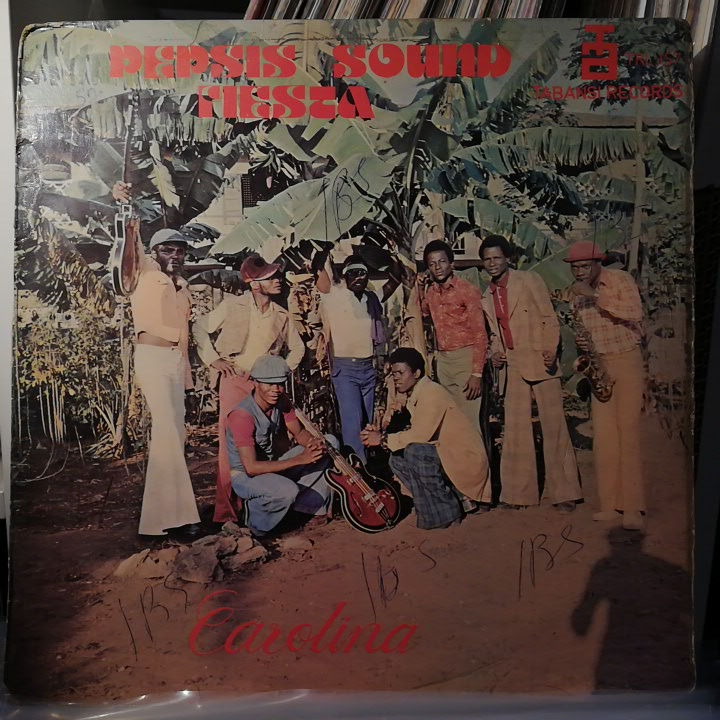 PEPSIS SOUND
FIESTA
TABANSI RECORDS
IBS
IBS
IBS
IBS
Carolina